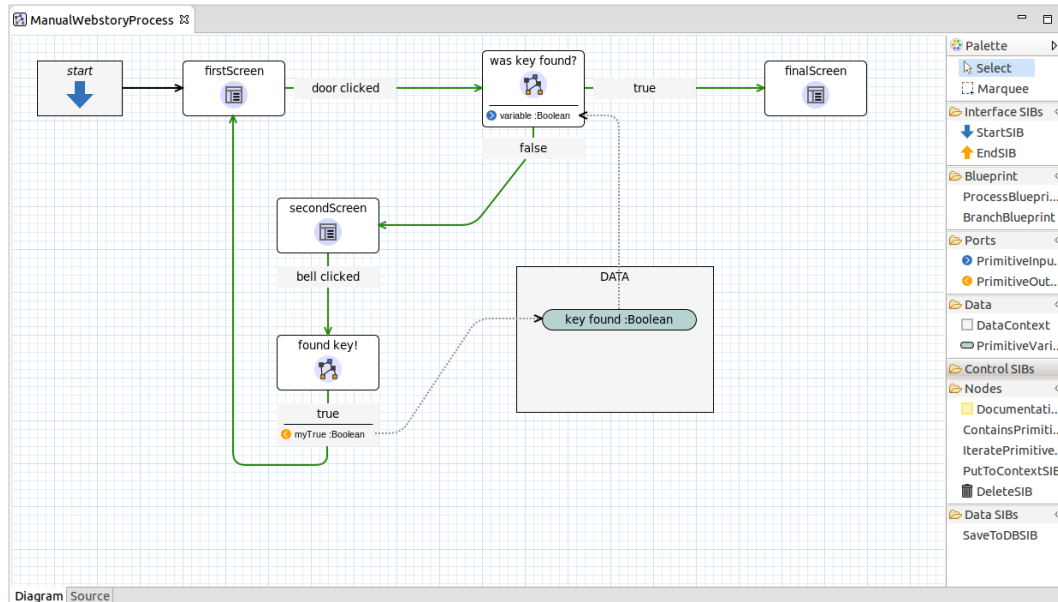 ManualWebstoryProcess
start
firstScreen
door clicked
was key found?
variable :Boolean
true
finalScreen
false
secondScreen
bell clicked
found key!
true
myTrue :Boolean
DATA
key found :Boolean
Palette
Select
Marquee
Interface SIBs
StartSIB
EndSIB
Blueprint
ProcessBluepri...
BranchBlueprint
Ports
PrimitiveInpu...
PrimitiveOut...
Data
DataContext
PrimitiveVari...
Control SIBs
Nodes
Documentati...
ContainsPrimiti...
IteratePrimitive...
PutToContextSIB
DeleteSIB
Data SIBs
SaveToDBSIB
Diagram Source